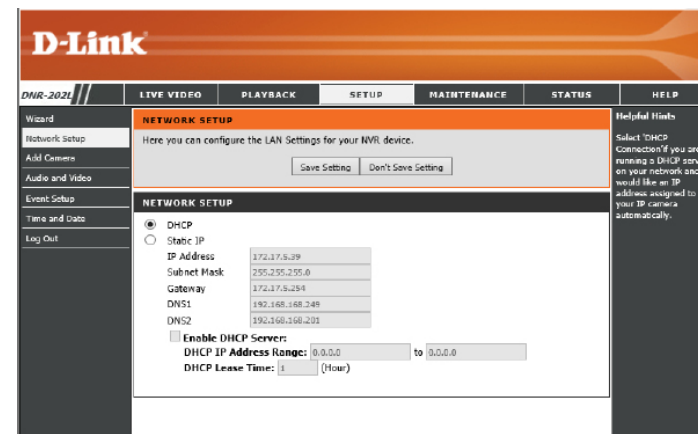 D-Link
DNR-202L
LIVE VIDEO
PLAYBACK
SETUP
MAINTENANCE
STATUS
HELP
Wizard
Network Setup
Add Camera
Audio and Video
Event Setup
Time and Date
Log Out
NETWORK SETUP
Here you can configure the LAN Settings for your NVR device.
Save Setting
Don't Save Setting
NETWORK SETUP
DHCP
Static IP
IP Address 172.17.5.39
Subnet Mask 255.255.255.0
Gateway 172.17.5.254
DNS1 192.168.168.249
DNS2 192.168.168.201
Enable DHCP Server:
DHCP IP Address Range: 0.0.0.0 to 0.0.0.0
DHCP Lease Time: 1 (Hour)
Helpful Hints
Select 'DHCP
Connection'if you are
running a DHCP serv
on your network and
would like an IP
address assigned to
your IP camera
automatically.